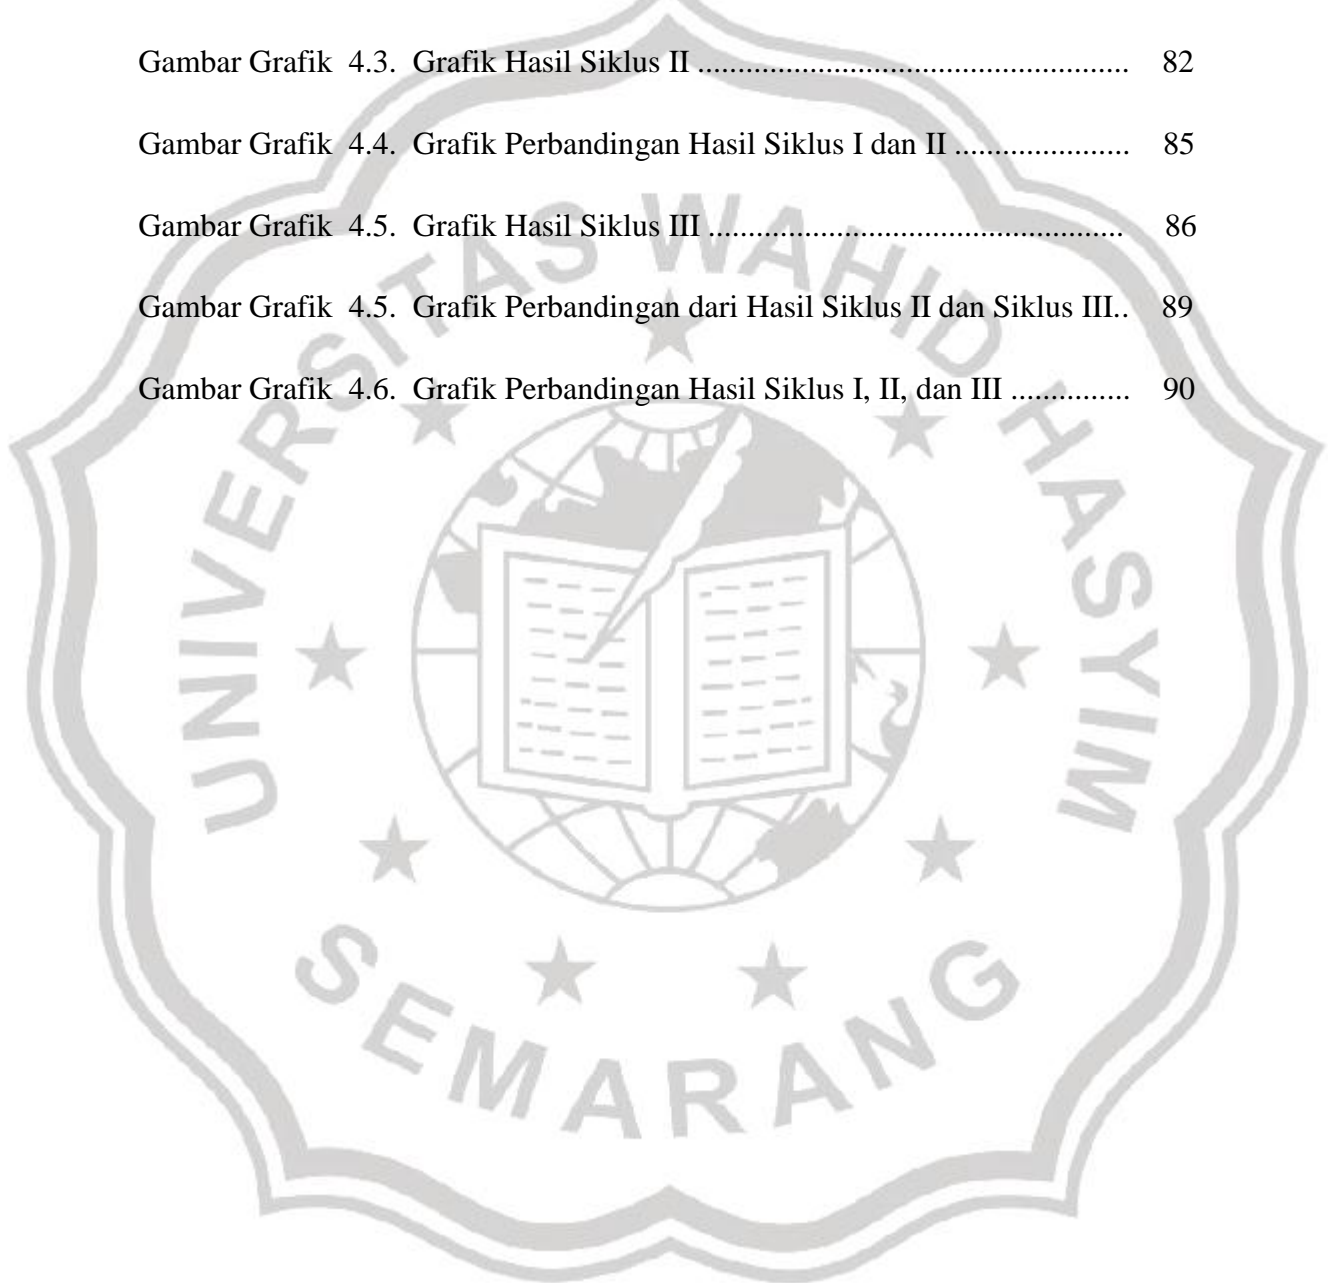 Gambar Grafik  4.3.  Grafik Hasil Siklus II ...................................................... 82
Gambar Grafik  4.4.  Grafik Perbandingan Hasil Siklus I dan II ...................... 85
Gambar Grafik  4.5.  Grafik Hasil Siklus III .................................................... 86
Gambar Grafik  4.5.  Grafik Perbandingan dari Hasil Siklus II dan Siklus III.. 89
Gambar Grafik  4.6.  Grafik Perbandingan Hasil Siklus I, II, dan III ............... 90
UNIVERSITAS WAHID HASYIM
SEMARANG